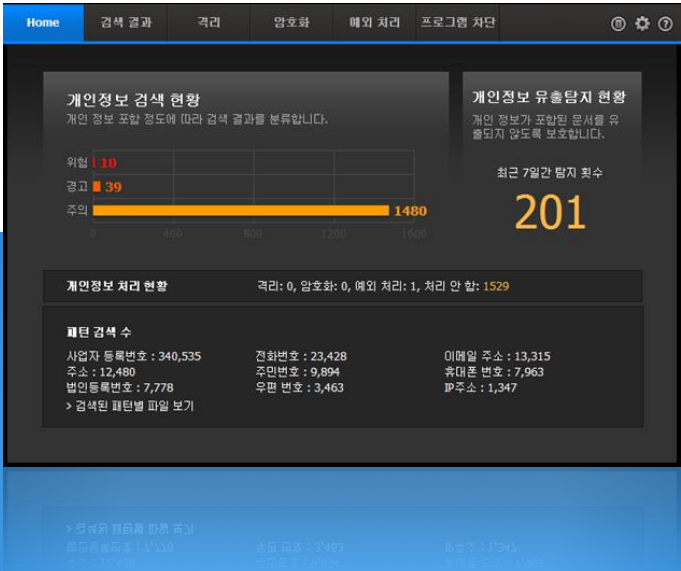 Home 검색 결과 격리 암호화 예외 처리 프로그램 차단
개인정보 검색 현황
개인 정보 포함 정도에 따라 검색 결과를 분류합니다.
위험 10
경고 39
주의 1480
0 400 800 1200 1600
개인정보 유출탐지 현황
개인 정보가 포함된 문서를 유
출되지 않도록 보호합니다.
최근 7일간 탐지 횟수
201
개인정보 처리 현황 격리: 0, 암호화: 0, 예외 처리: 1, 처리 안 함: 1529
패턴 검색 수
사업자 등록번호 : 340,535 전화번호 : 23,428 이메일 주소 : 13,315
주소 : 12,480 주민번호 : 9,894 휴대폰 번호 : 7,963
법인등록번호 : 7,778 우편 번호 : 3,463 IP주소 : 1,347
> 검색된 패턴별 파일 보기